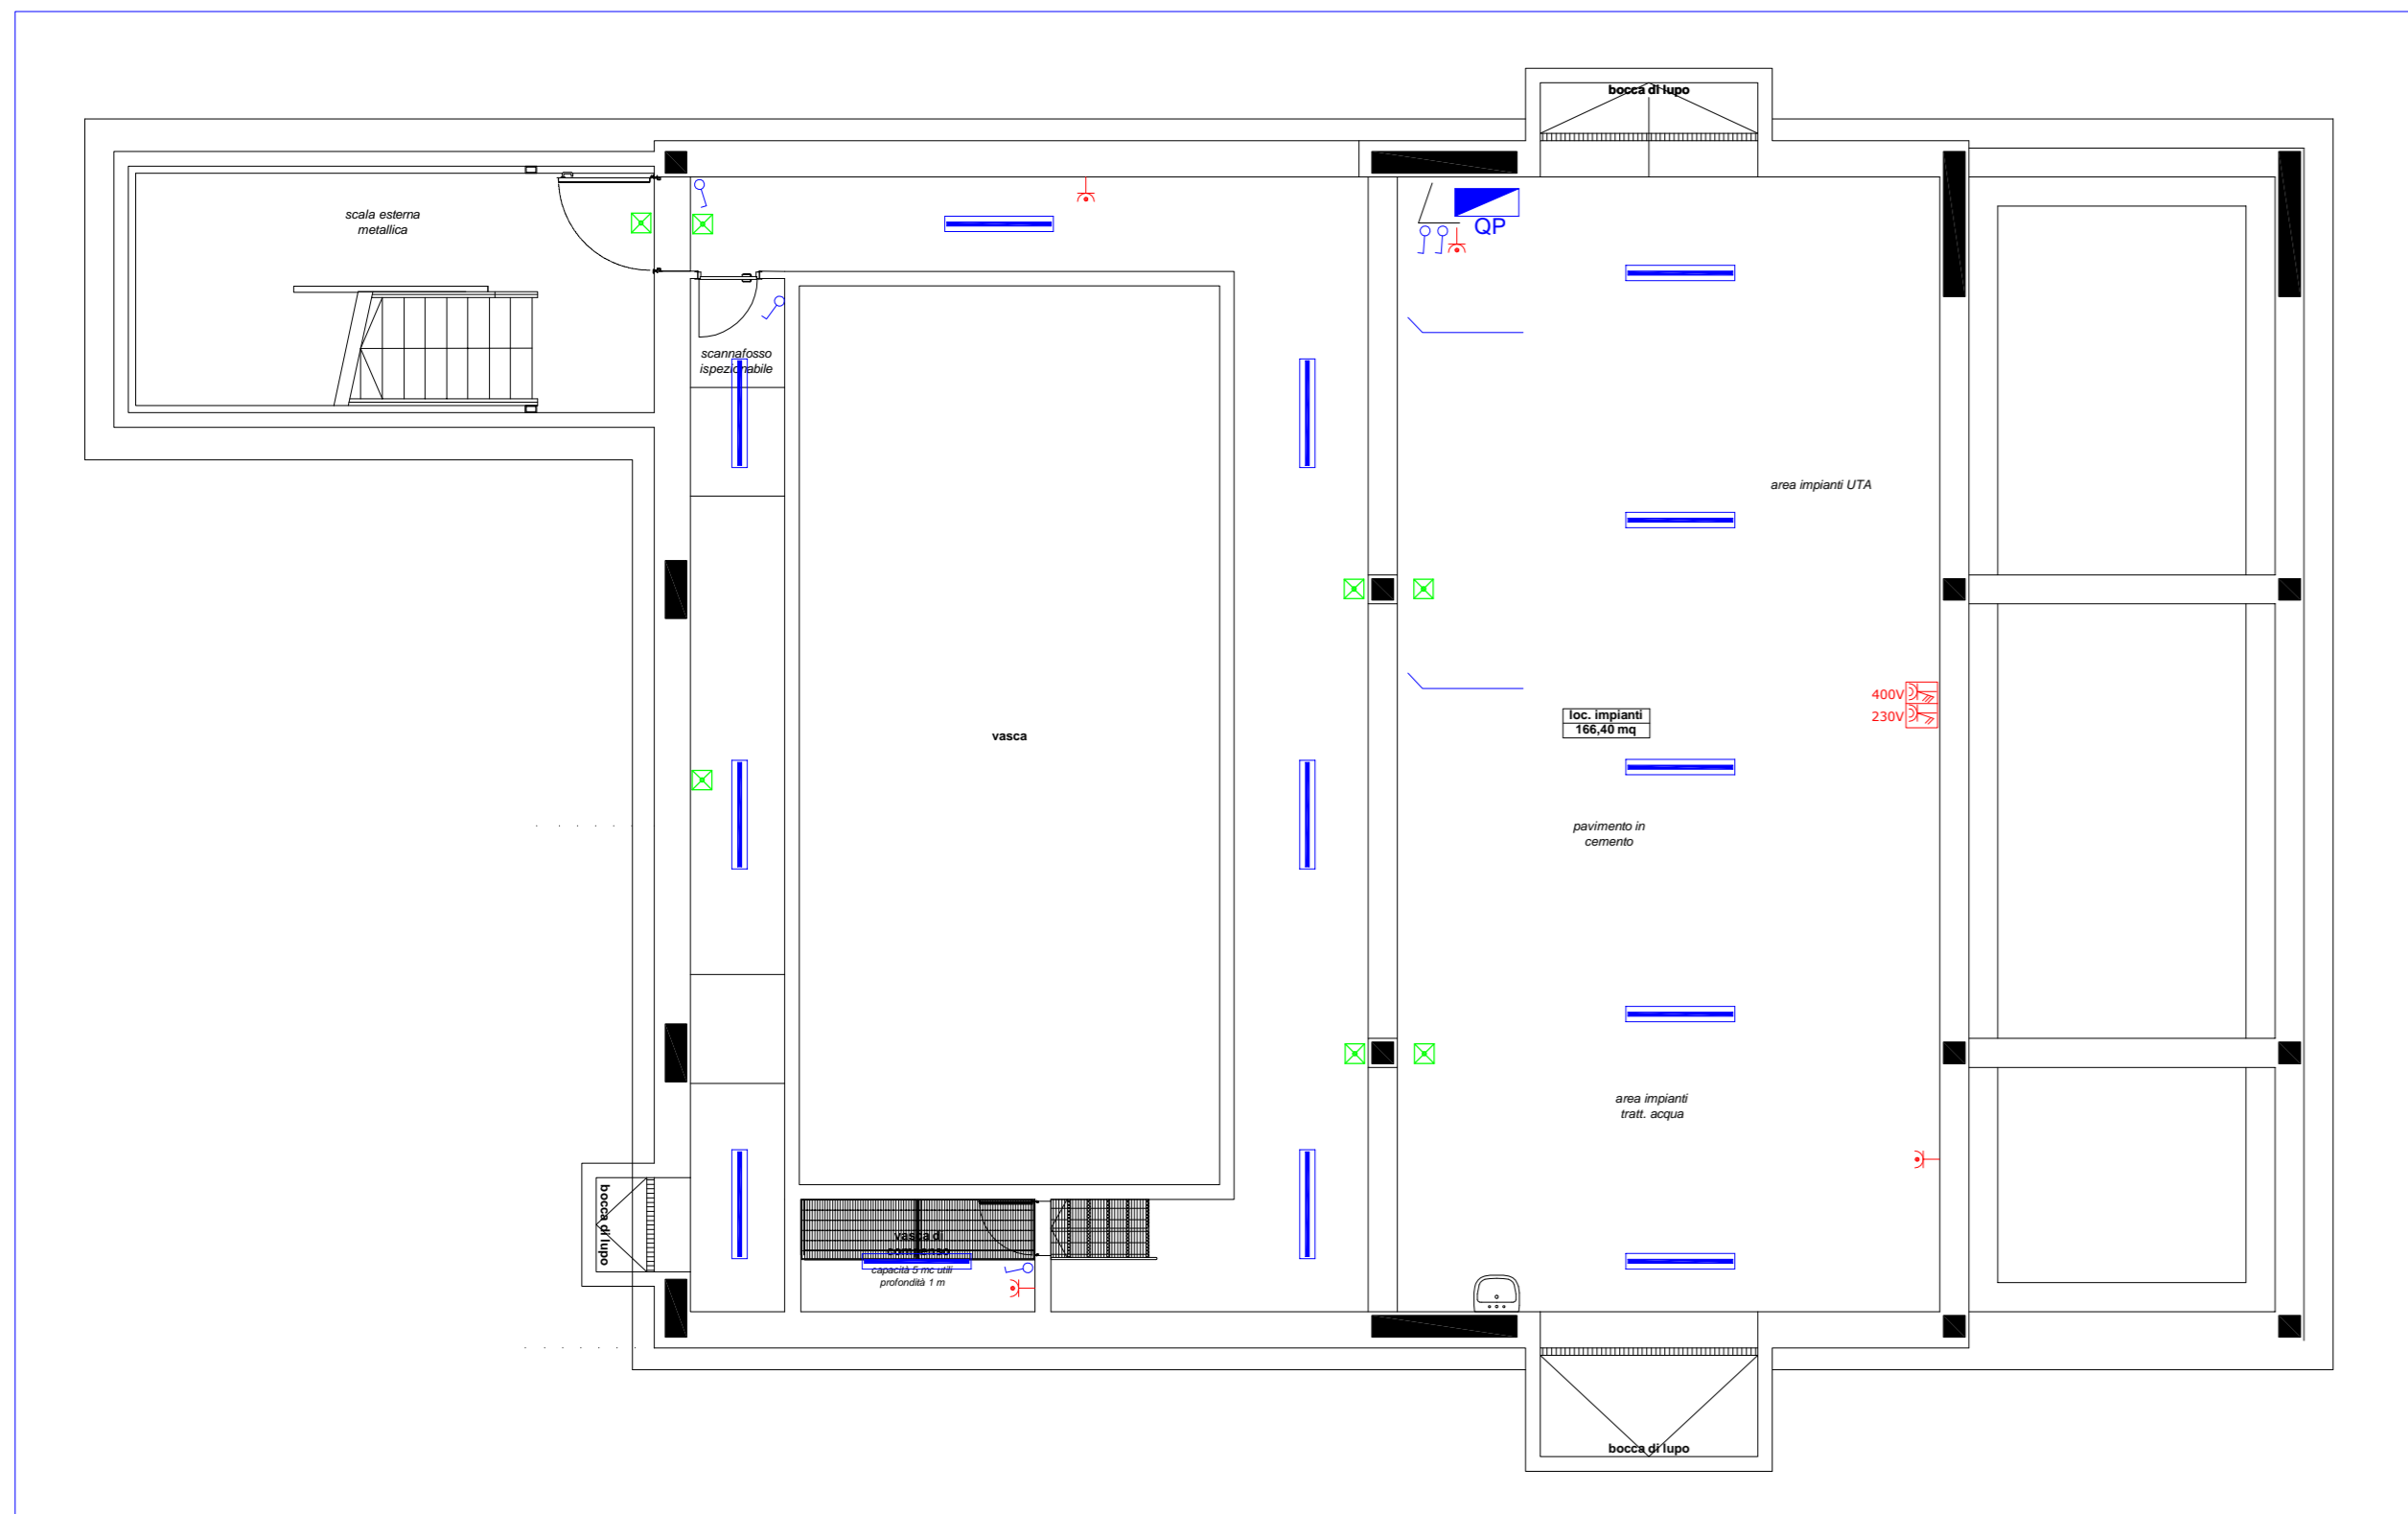 bocca di lupo
scala esterna
metallica
QP
scannafosso
ispezionabile
area impianti UTA
400V
230V
loc. impianti
166,40 mq
vasca
pavimento in
cemento
area impianti
tratt. acqua
bocca di lupo
vasca di
compenso
capacità 5 mc utili
profondità 1 m
bocca di lupo